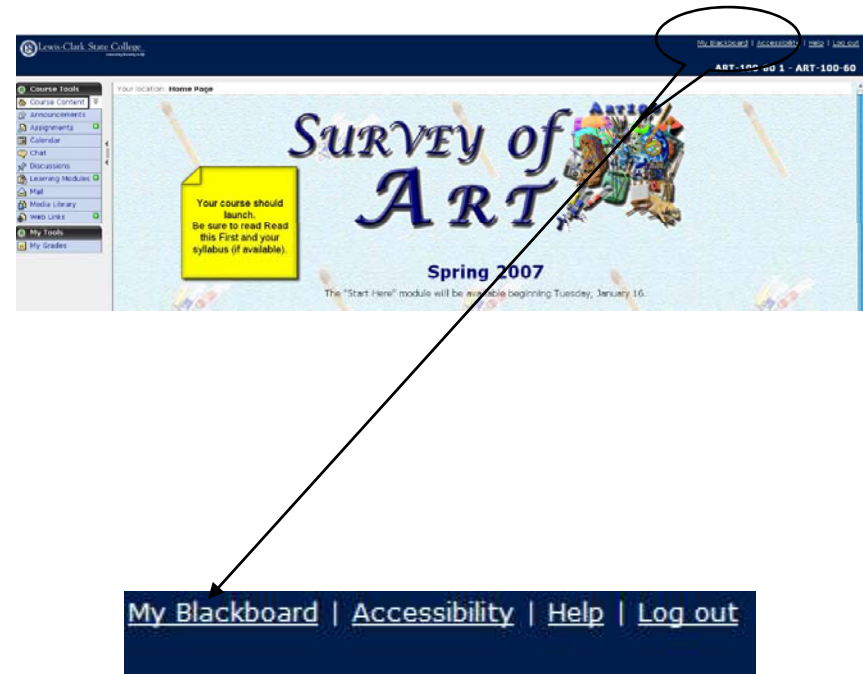 Lewis-Clark State College
My Blackboard | Accessibility | Help | Log out
ART-100-60 1 - ART-100-60
Course Tools
Your location: Home Page
Course Content
Announcements
Assignments
Calendar
Chat
Discussions
Learning Modules
Mail
Media Library
Web Links
My Tools
My Grades
SURVEY of
ART
ART100
Your course should
launch.
Be sure to read Read
this First and your
syllabus (if available).
Spring 2007
The "Start Here" module will be available beginning Tuesday, January 16.
My Blackboard | Accessibility | Help | Log out